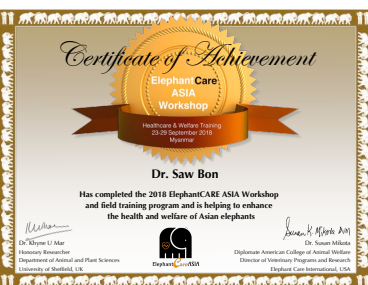 Certificate of Achievement
ElephantCare
ASIA
Workshop
Healthcare & Welfare Training
23-29 September 2018
Myanmar
Dr. Saw Bon
Has completed the 2018 ElephantCARE ASIA Workshop
and field training program and is helping to enhance
the health and welfare of Asian elephants
Susan K. Mikota DVM
Dr. Khyne U Mar
Honorary Researcher
Department of Animal and Plant Sciences
University of Sheffield, UK
ElephantCareASIA
Dr. Susan Mikota
Diplomate American College of Animal Welfare
Director of Veterinary Programs and Research
Elephant Care International, USA